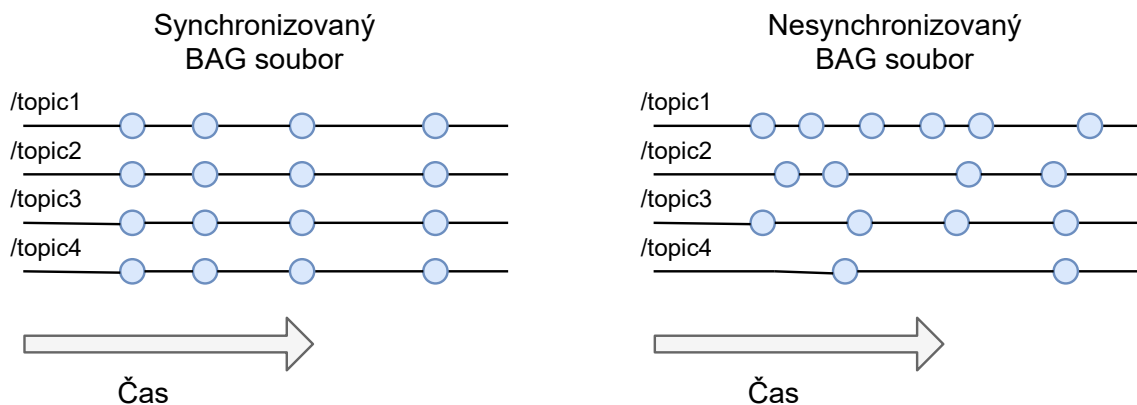 Synchronizovaný
BAG soubor
/topic1
/topic2
/topic3
/topic4
Čas
Nesynchronizovaný
BAG soubor
/topic1
/topic2
/topic3
/topic4
Čas